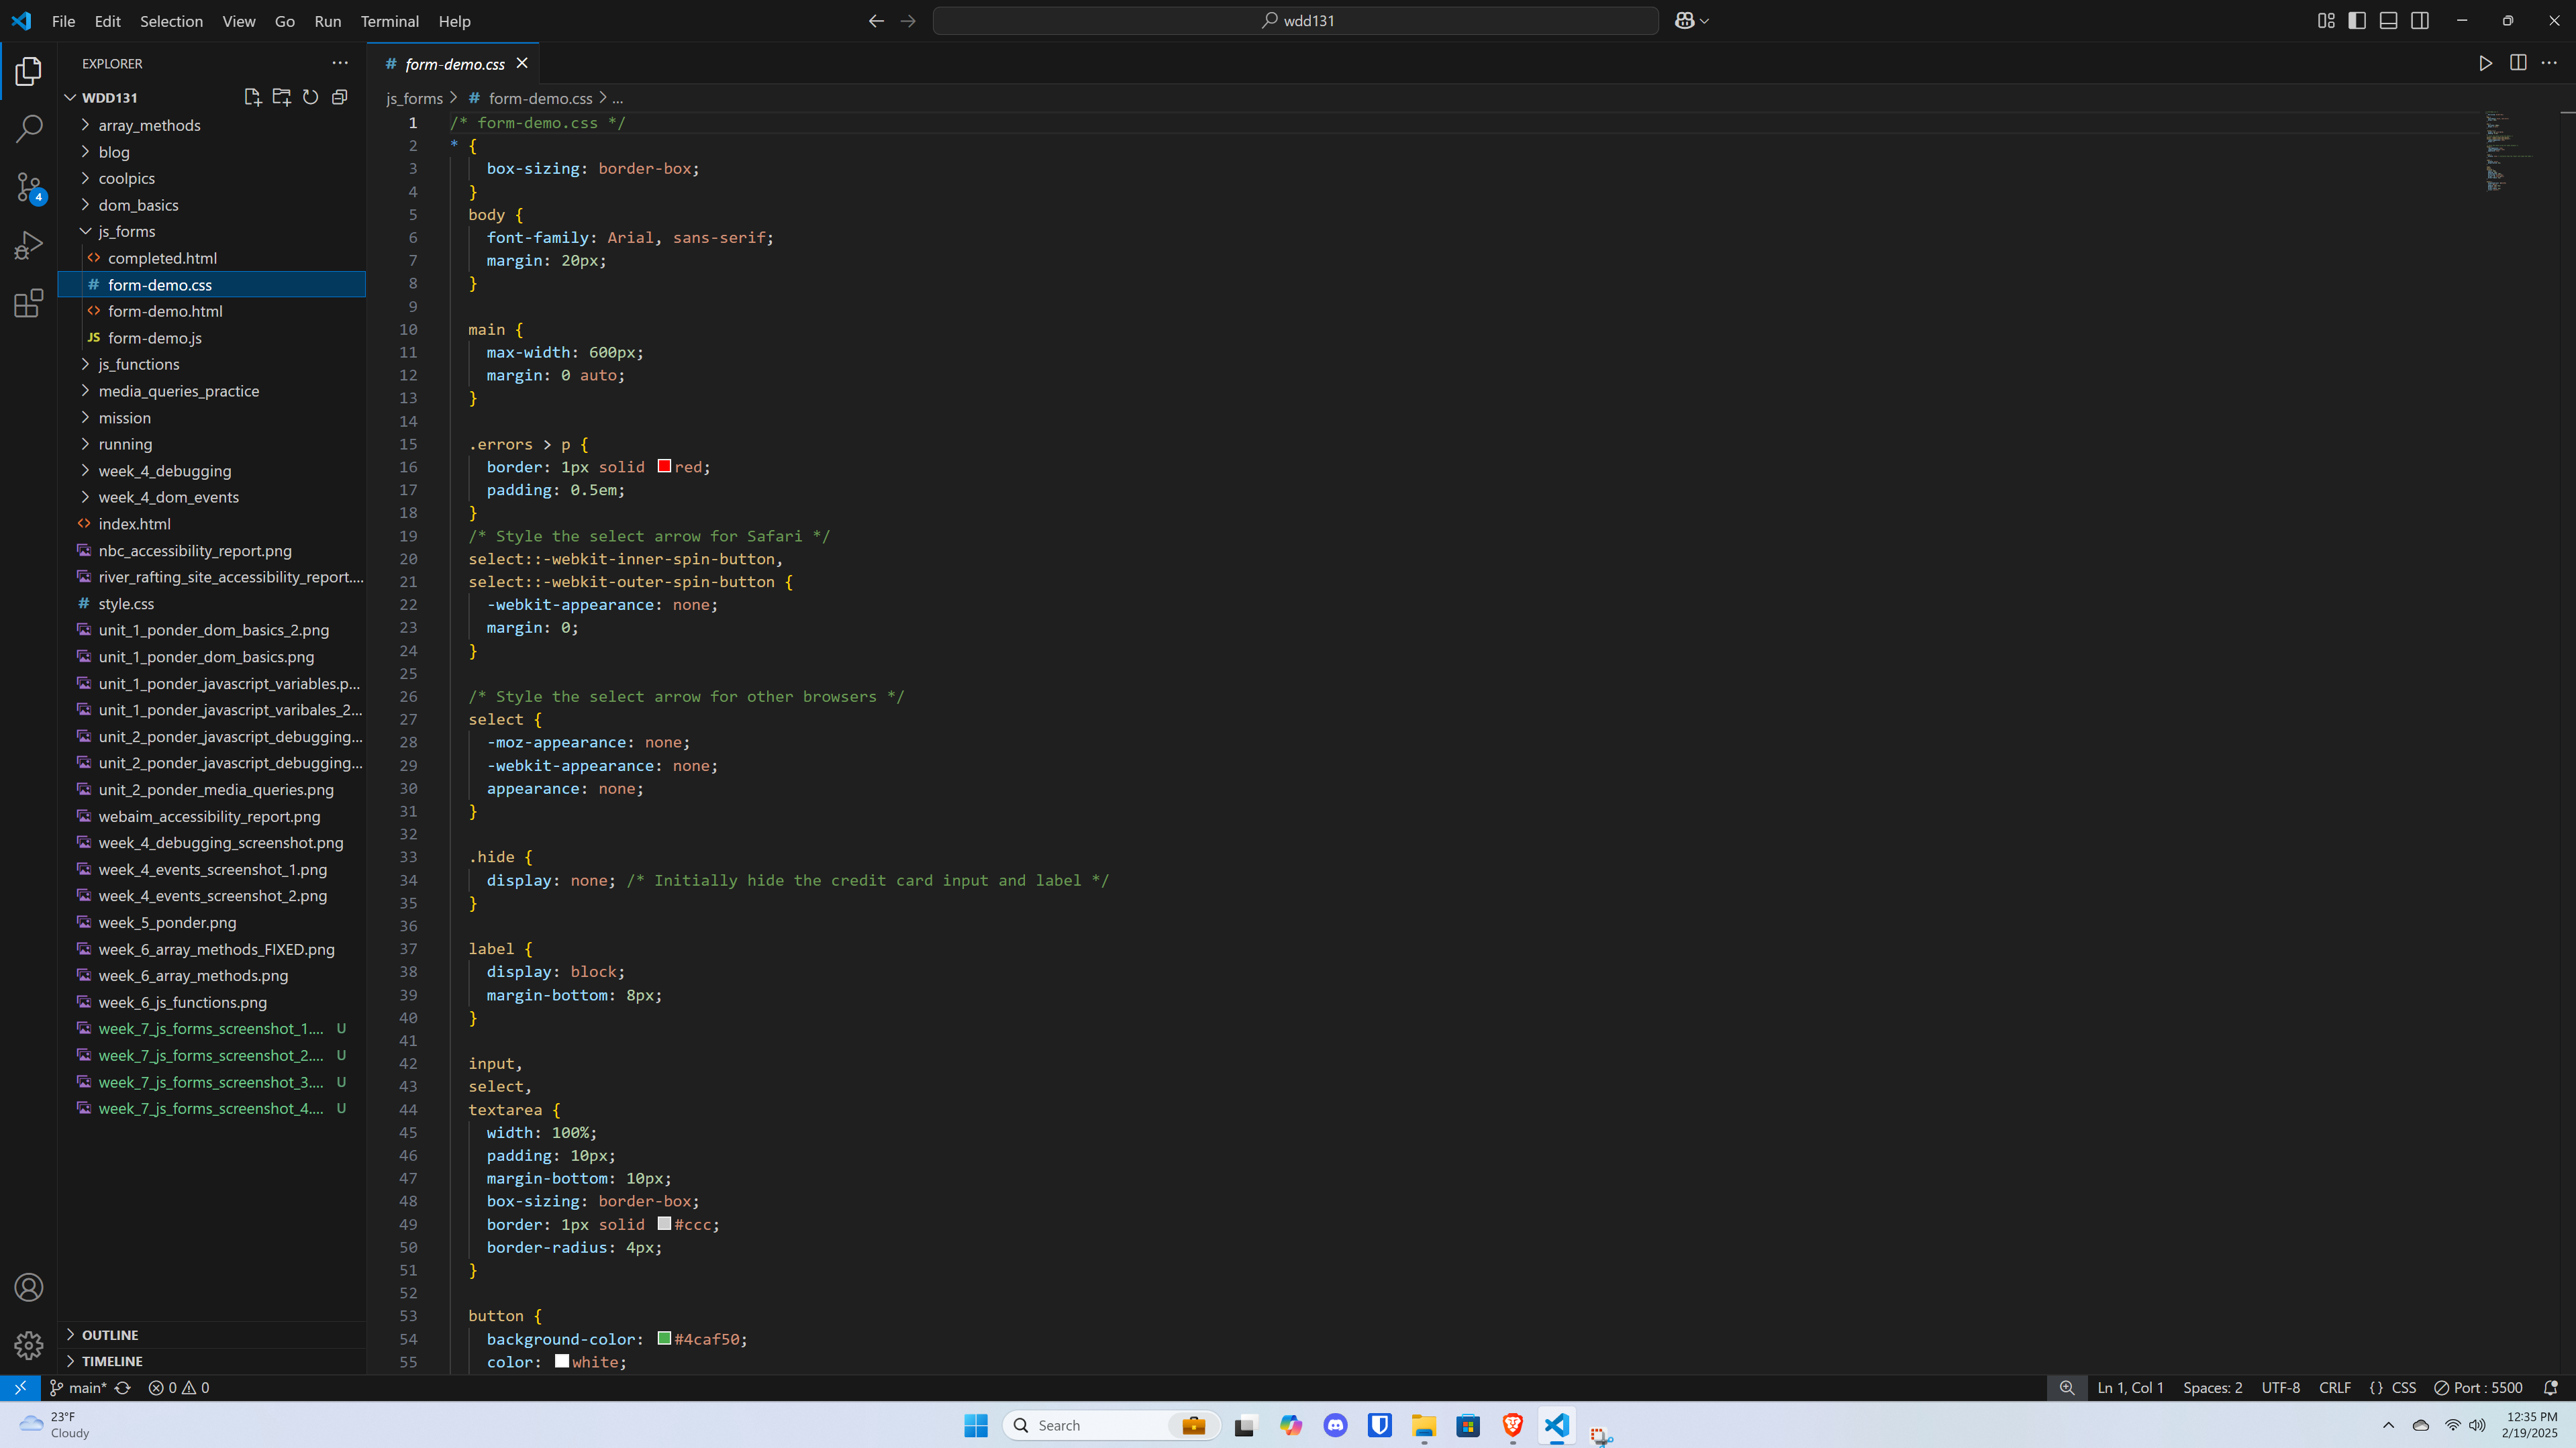 File Edit Selection View Go Run Terminal Help
wdd131
EXPLORER
WDD131
array_methods
blog
coolpics
dom_basics
js_forms
completed.html
form-demo.css
form-demo.html
form-demo.js
js_functions
media_queries_practice
mission
running
week_4_debugging
week_4_dom_events
index.html
nbc_accessibility_report.png
river_rafting_site_accessibility_report....
style.css
unit_1_ponder_dom_basics_2.png
unit_1_ponder_dom_basics.png
unit_1_ponder_javascript_variables.p...
unit_1_ponder_javascript_varibales_2...
unit_2_ponder_javascript_debugging...
unit_2_ponder_javascript_debugging...
unit_2_ponder_media_queries.png
webaim_accessibility_report.png
week_4_debugging_screenshot.png
week_4_events_screenshot_1.png
week_4_events_screenshot_2.png
week_5_ponder.png
week_6_array_methods_FIXED.png
week_6_array_methods.png
week_6_js_functions.png
week_7_js_forms_screenshot_1.... U
week_7_js_forms_screenshot_2.... U
week_7_js_forms_screenshot_3.... U
week_7_js_forms_screenshot_4.... U
OUTLINE
TIMELINE
# form-demo.css
js_forms > # form-demo.css > ...
1 /* form-demo.css */
2 * {
3 box-sizing: border-box;
4 }
5 body {
6 font-family: Arial, sans-serif;
7 margin: 20px;
8 }
9
10 main {
11 max-width: 600px;
12 margin: 0 auto;
13 }
14
15 .errors > p {
16 border: 1px solid red;
17 padding: 0.5em;
18 }
19 /* Style the select arrow for Safari */
20 select::-webkit-inner-spin-button,
21 select::-webkit-outer-spin-button {
22 -webkit-appearance: none;
23 margin: 0;
24 }
25
26 /* Style the select arrow for other browsers */
27 select {
28 -moz-appearance: none;
29 -webkit-appearance: none;
30 appearance: none;
31 }
32
33 .hide {
34 display: none; /* Initially hide the credit card input and label */
35 }
36
37 label {
38 display: block;
39 margin-bottom: 8px;
40 }
41
42 input,
43 select,
44 textarea {
45 width: 100%;
46 padding: 10px;
47 margin-bottom: 10px;
48 box-sizing: border-box;
49 border: 1px solid #ccc;
50 border-radius: 4px;
51 }
52
53 button {
54 background-color: #4caf50;
55 color: white;
4
main* 0 0
Ln 1, Col 1 Spaces: 2 UTF-8 CRLF {} CSS Port : 5500
23°F
Cloudy
Search
12:35 PM
2/19/2025